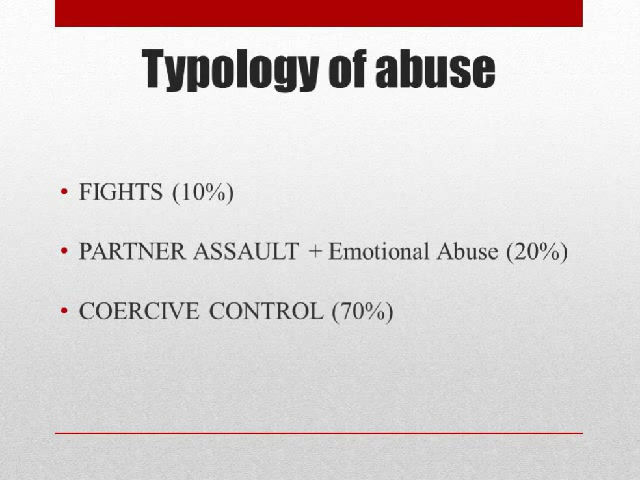 Typology of abuse
• FIGHTS (10%)
• PARTNER ASSAULT + Emotional Abuse (20%)
• COERCIVE CONTROL (70%)